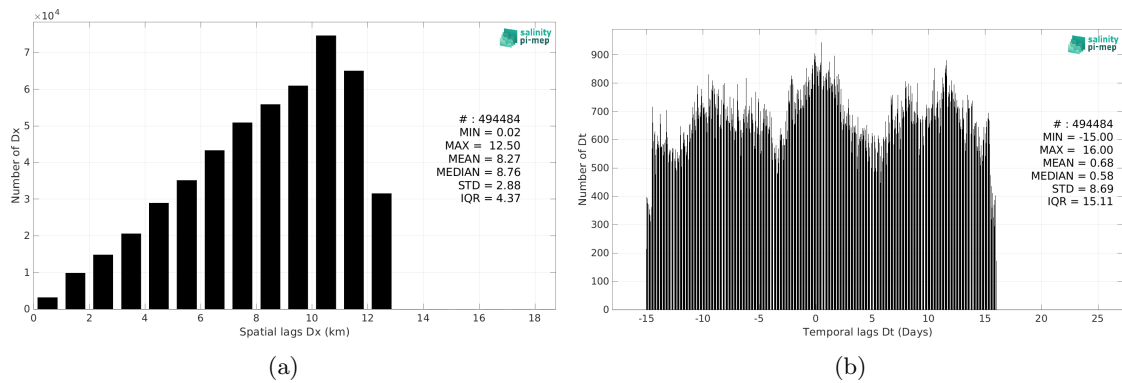 ×10⁴
7
6
5
4
3
2
1
0
Number of Dx
0 2 4 6 8 10 12 14 16 18
Spatial lags Dx (km)
salinity
pi-mep
# : 494484
MIN = 0.02
MAX = 12.50
MEAN = 8.27
MEDIAN = 8.76
STD = 2.88
IQR = 4.37
(a)
900
800
700
600
500
400
300
200
100
0
Number of Dt
-15 -10 -5 0 5 10 15 20 25
Temporal lags Dt (Days)
salinity
pi-mep
# : 494484
MIN = -15.00
MAX = 16.00
MEAN = 0.68
MEDIAN = 0.58
STD = 8.69
IQR = 15.11
(b)